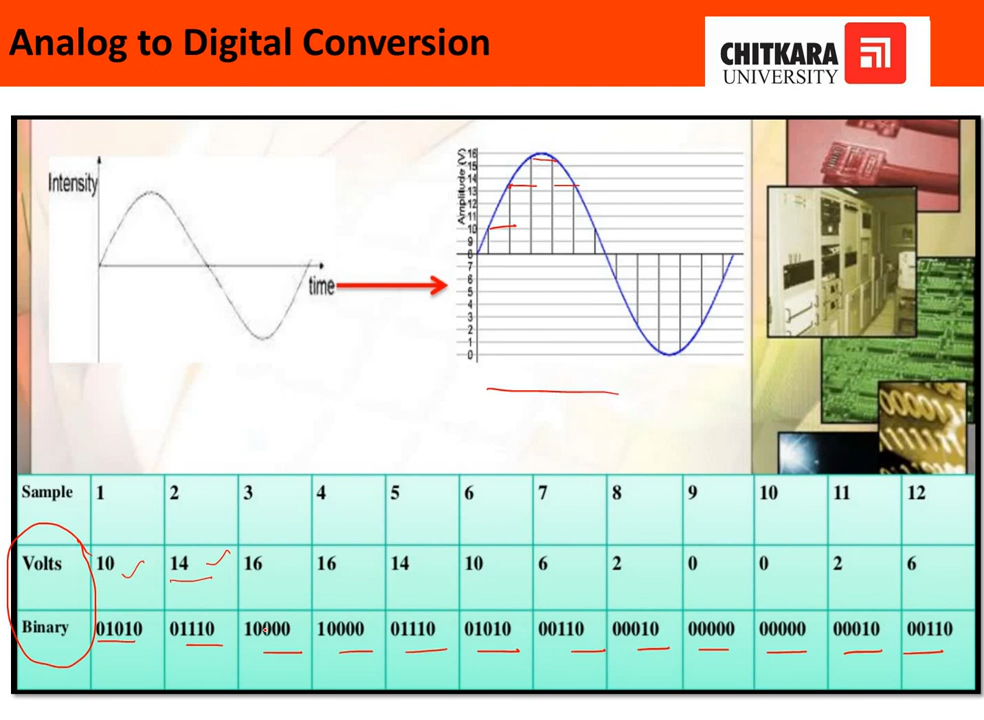 Analog to Digital Conversion
CHITKARA
UNIVERSITY
Intensity
time
Amplitude (V)
16
15
14
13
12
11
10
9
8
7
6
5
4
3
2
1
0
Sample 1 2 3 4 5 6 7 8 9 10 11 12
Volts 10 14 16 16 14 10 6 2 0 0 2 6
Binary 01010 01110 10000 10000 01110 01010 00110 00010 00000 00000 00010 00110